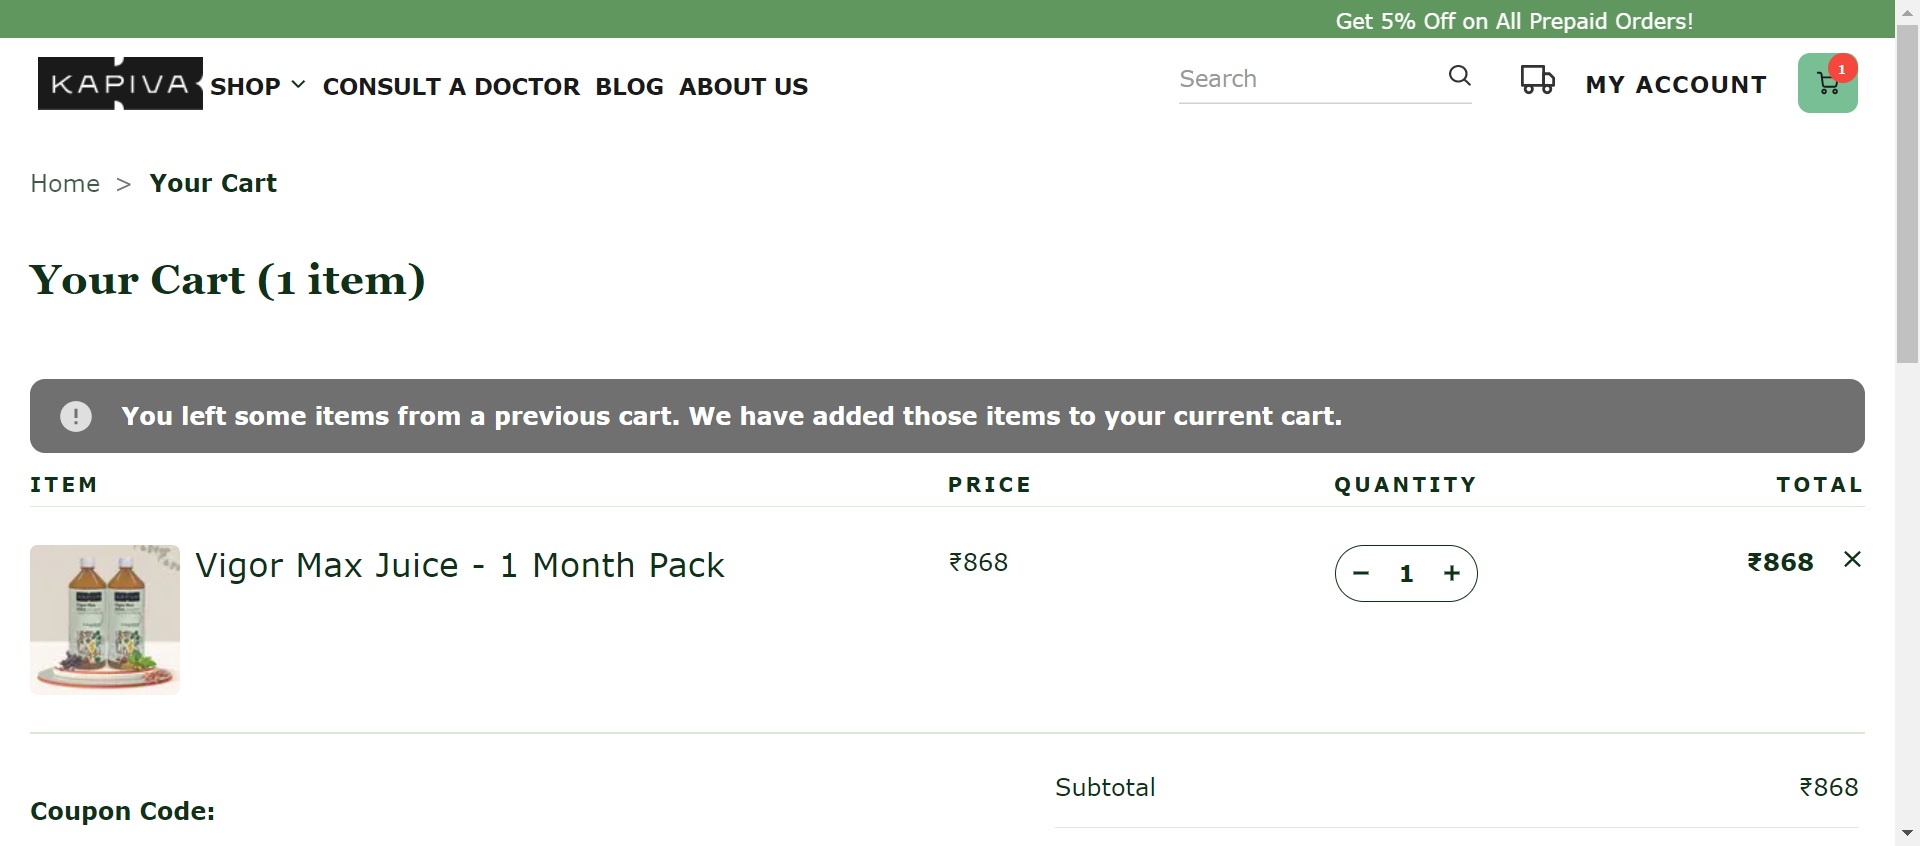 Get 5% Off on All Prepaid Orders!
KAPIVA SHOP CONSULT A DOCTOR BLOG ABOUT US Search MY ACCOUNT 1
Home > Your Cart
Your Cart (1 item)
! You left some items from a previous cart. We have added those items to your current cart.
ITEM PRICE QUANTITY TOTAL
Vigor Max Juice - 1 Month Pack ₹868 − 1 + ₹868
Subtotal ₹868
Coupon Code: